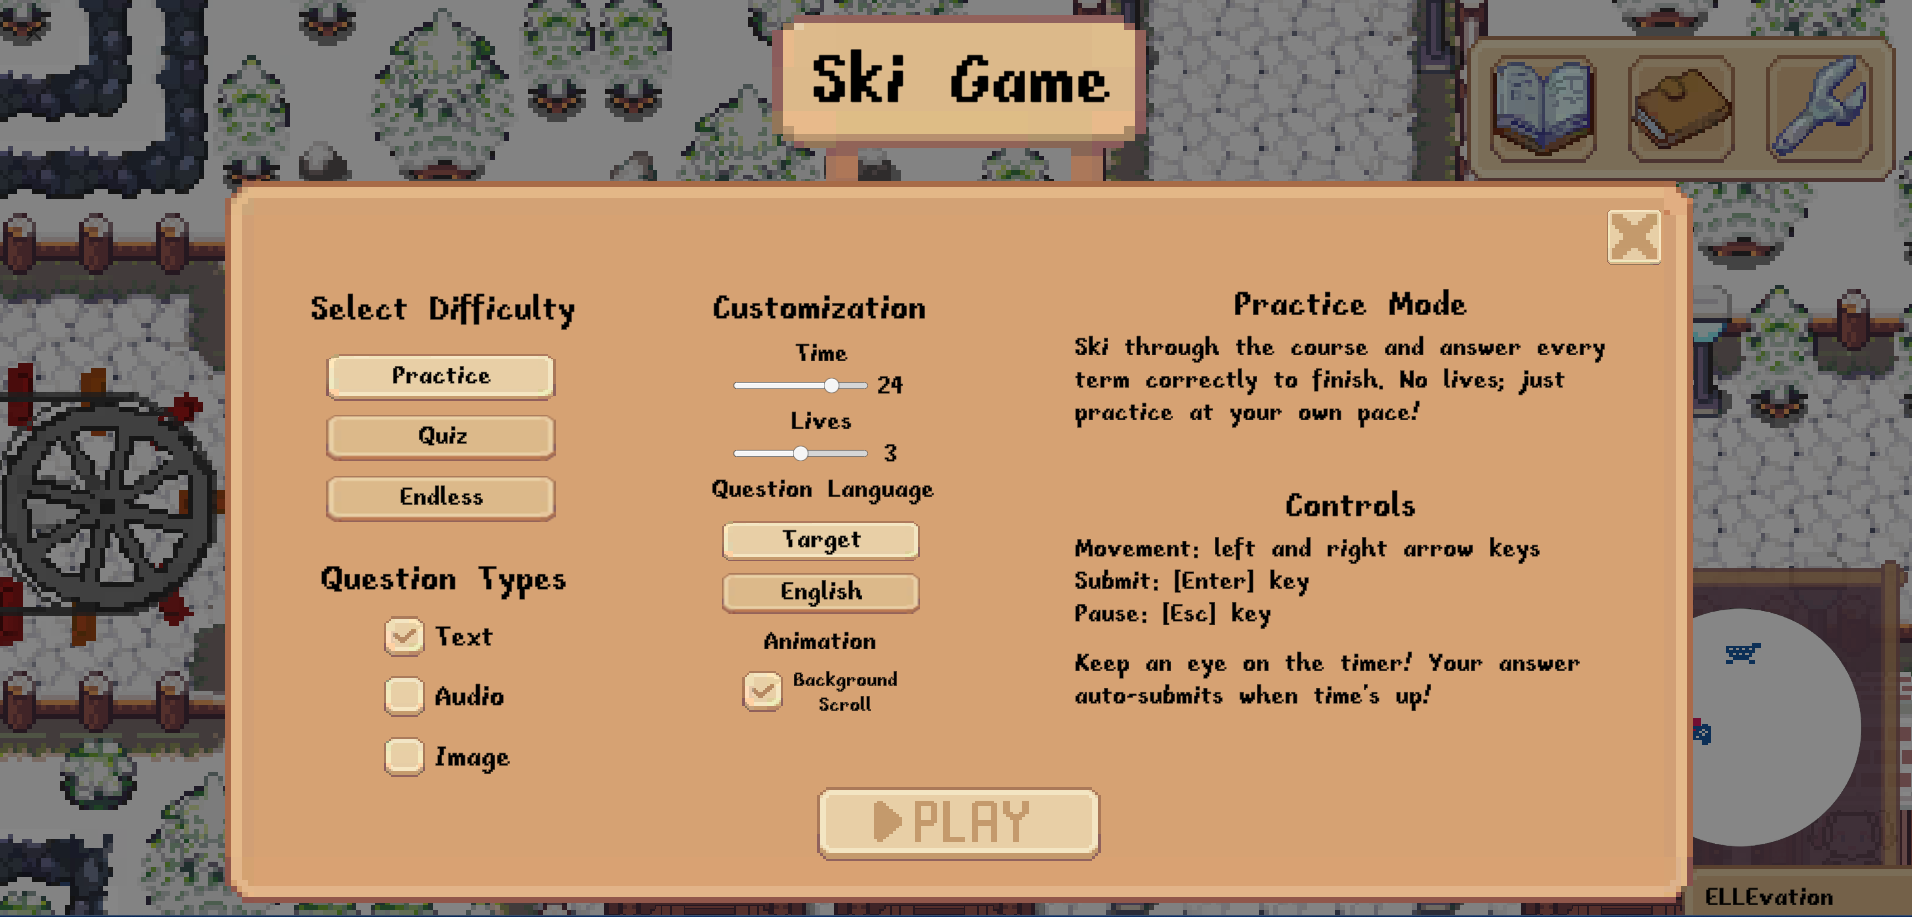 Ski Game
Select Difficulty
Practice
Quiz
Endless
Question Types
Text
Audio
Image
Customization
Time
24
Lives
3
Question Language
Target
English
Animation
Background
Scroll
Practice Mode
Ski through the course and answer every
term correctly to finish. No lives; just
practice at your own pace!
Controls
Movement: left and right arrow keys
Submit: [Enter] key
Pause: [Esc] key
Keep an eye on the timer! Your answer
auto-submits when time's up!
PLAY
ELLEvation